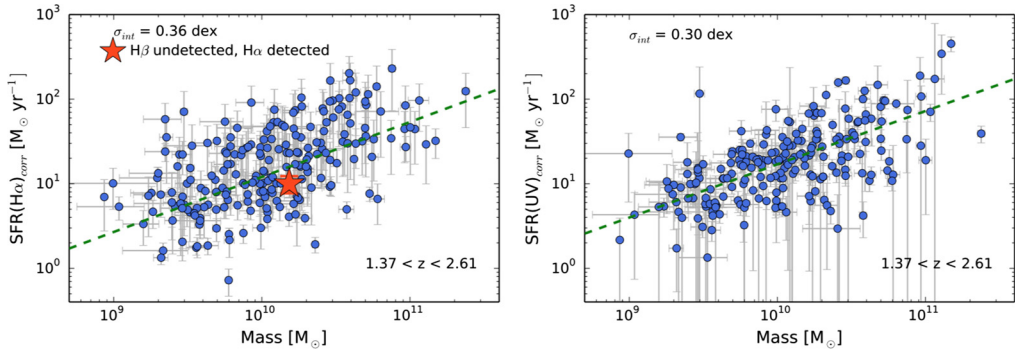 σint = 0.36 dex
Hβ undetected, Hα detected
SFR(Hα)corr [M☉ yr⁻¹]
10³
10²
10¹
10⁰
1.37 < z < 2.61
10⁹ 10¹⁰ 10¹¹
Mass [M☉]
σint = 0.30 dex
SFR(UV)corr [M☉ yr⁻¹]
10³
10²
10¹
10⁰
1.37 < z < 2.61
10⁹ 10¹⁰ 10¹¹
Mass [M☉]